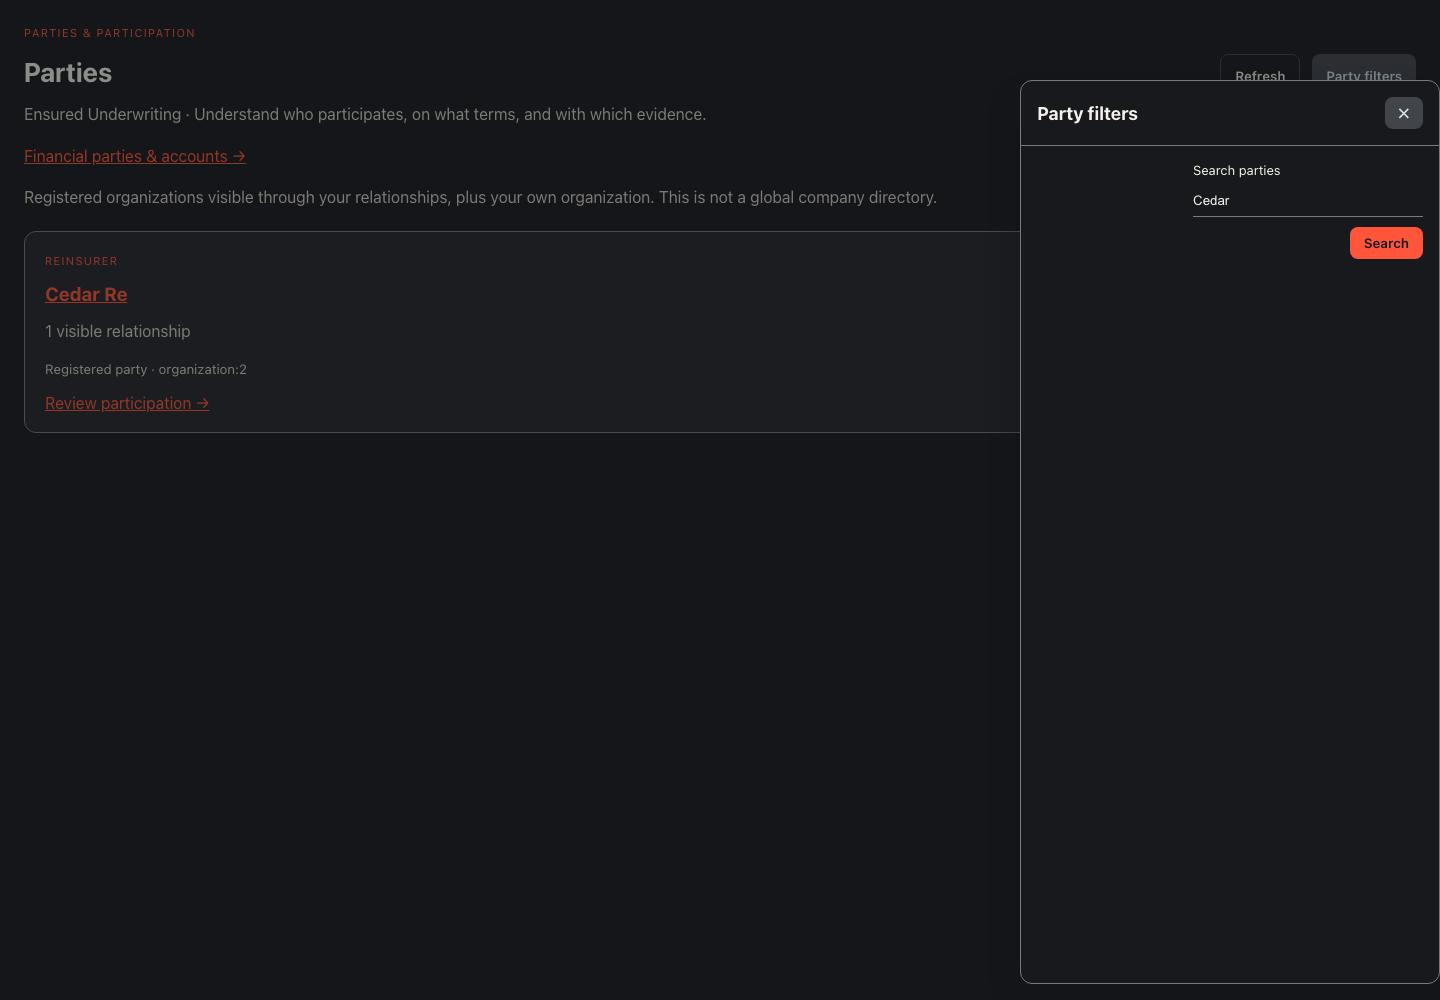 PARTIES & PARTICIPATION
Parties
Refresh
Party filters
Ensured Underwriting · Understand who participates, on what terms, and with which evidence.
Financial parties & accounts →
Registered organizations visible through your relationships, plus your own organization. This is not a global company directory.
REINSURER
Cedar Re
1 visible relationship
Registered party · organization:2
Review participation →
Party filters
×
Search parties
Cedar
Search